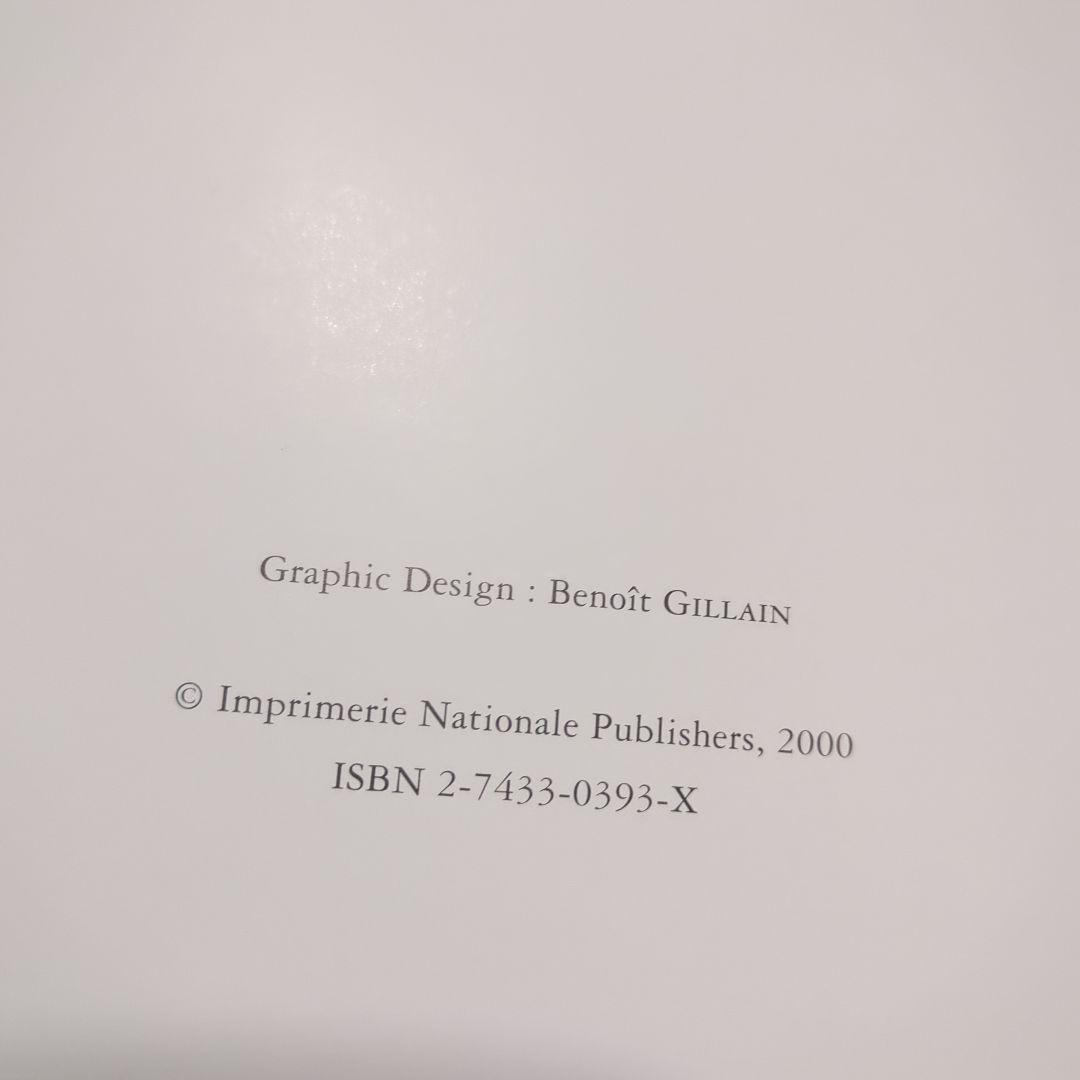 Graphic Design : Benoît GILLAIN
© Imprimerie Nationale Publishers, 2000
ISBN 2-7433-0393-X